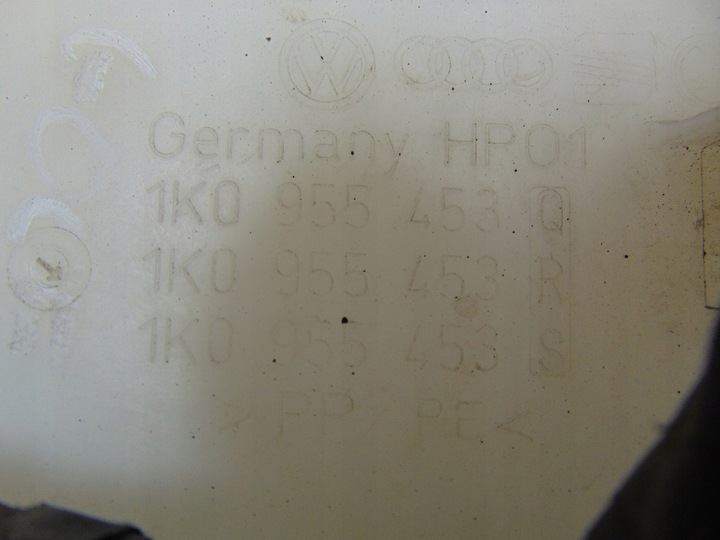 Germany HP01
1K0 955 453 Q
1K0 955 453 R
1K0 955 453 S
>PP/PE<